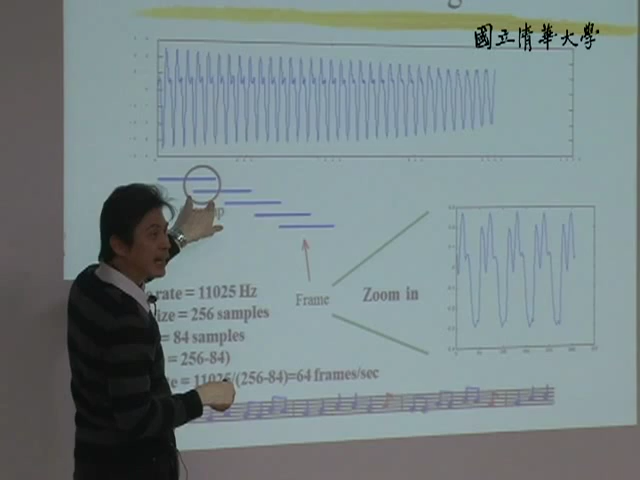 國立清華大學
Frame
Zoom in
rate = 11025 Hz
ize = 256 samples
= 84 samples
= 256-84)
= 11025/(256-84)=64 frames/sec